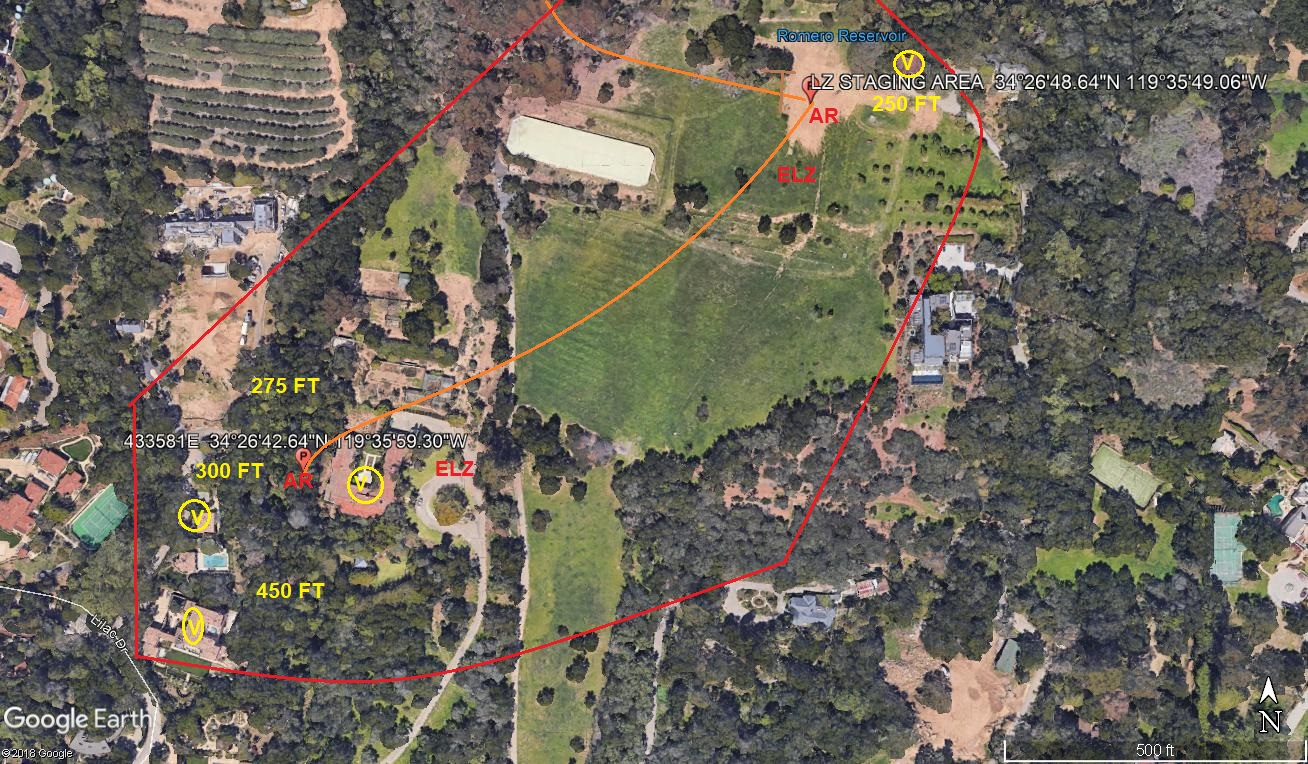 Romero Reservoir
V
LZ STAGING AREA 34°26'48.64"N 119°35'49.06"W
P
250 FT
AR
ELZ
275 FT
433581E 34°26'42.64"N 119°35'59.30"W
P
300 FT
AR
ELZ
V
V
450 FT
V
Lilac Dr
Google Earth
©2018 Google
N
500 ft